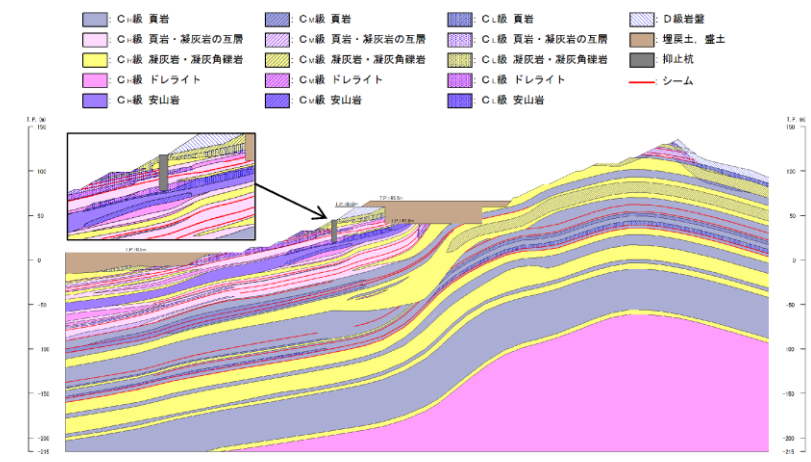 : CH級 頁岩 : CM級 頁岩 : CL級 頁岩 : D級岩盤
: CH級 頁岩・凝灰岩の互層 : CM級 頁岩・凝灰岩の互層 : CL級 頁岩・凝灰岩の互層 : 埋戻土，盛土
: CH級 凝灰岩・凝灰角礫岩 : CM級 凝灰岩・凝灰角礫岩 : CL級 凝灰岩・凝灰角礫岩 : 抑止杭
: CH級 ドレライト : CM級 ドレライト : CL級 ドレライト : シーム
: CH級 安山岩 : CM級 安山岩 : CL級 安山岩
T.P. (m) T.P. (m)
150 150
100 100
50 50
0 0
-50 -50
-100 -100
-150 -150
-200 -200
-215 -215